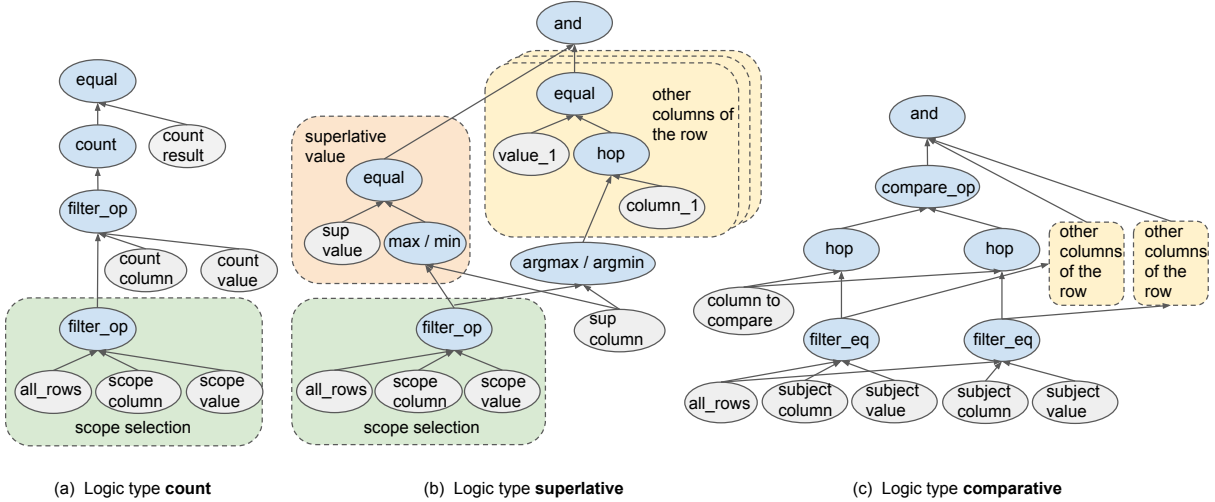 equal
count
count
result
filter_op
count
column
count
value
filter_op
all_rows
scope
column
scope
value
scope selection
(a) Logic type count
and
superlative
value
equal
sup
value
max / min
equal
other
columns of
the row
value_1
hop
column_1
argmax / argmin
sup
column
filter_op
all_rows
scope
column
scope
value
scope selection
(b) Logic type superlative
and
compare_op
hop
hop
other
columns
of the
row
other
columns
of the
row
column to
compare
filter_eq
filter_eq
all_rows
subject
column
subject
value
subject
column
subject
value
(c) Logic type comparative